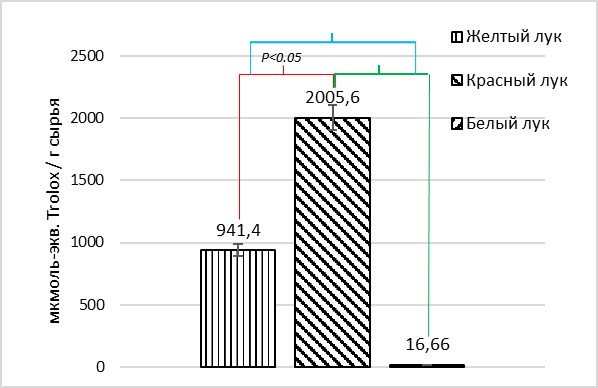 Желтый лук
Красный лук
Белый лук
P<0.05
мкмоль-экв. Trolox / г сырья
2500
2000
1500
1000
500
0
941,4
2005,6
16,66